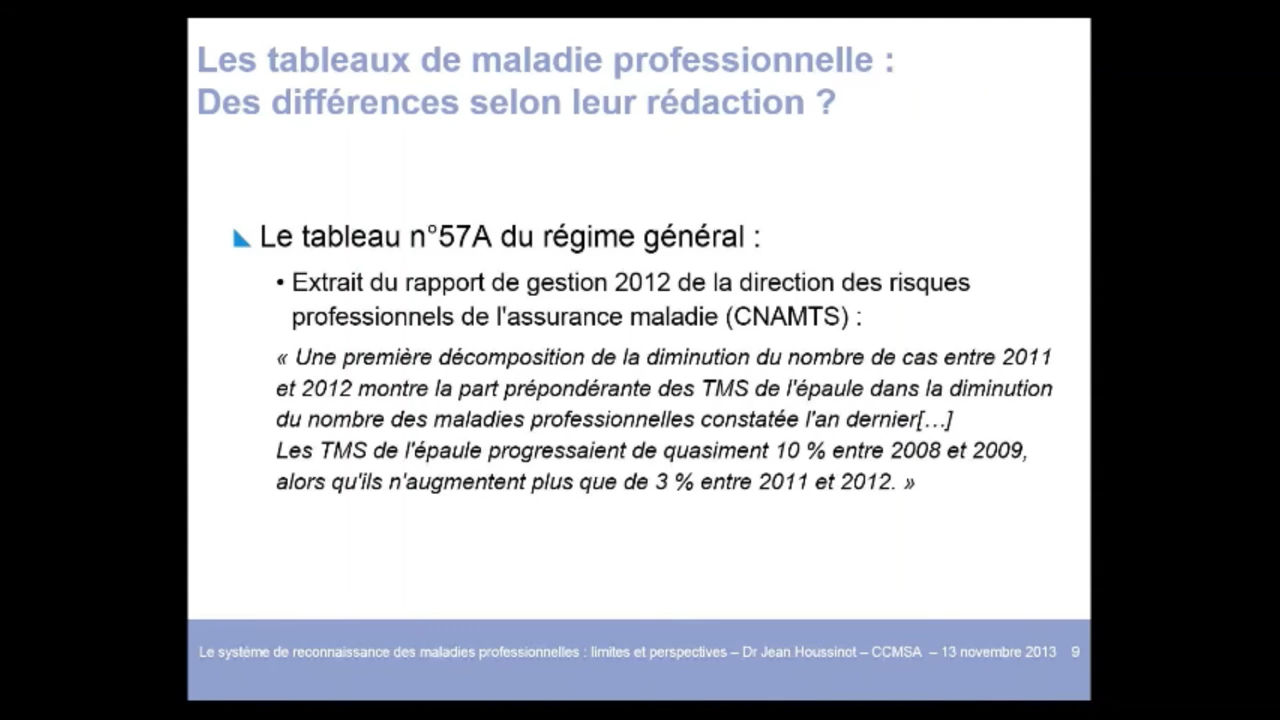 Les tableaux de maladie professionnelle :
Des différences selon leur rédaction ?
Le tableau n°57A du régime général :
• Extrait du rapport de gestion 2012 de la direction des risques
professionnels de l'assurance maladie (CNAMTS) :
« Une première décomposition de la diminution du nombre de cas entre 2011
et 2012 montre la part prépondérante des TMS de l'épaule dans la diminution
du nombre des maladies professionnelles constatée l'an dernier[…]
Les TMS de l'épaule progressaient de quasiment 10 % entre 2008 et 2009,
alors qu'ils n'augmentent plus que de 3 % entre 2011 et 2012. »
Le système de reconnaissance des maladies professionnelles : limites et perspectives – Dr Jean Houssinot – CCMSA – 13 novembre 2013 9